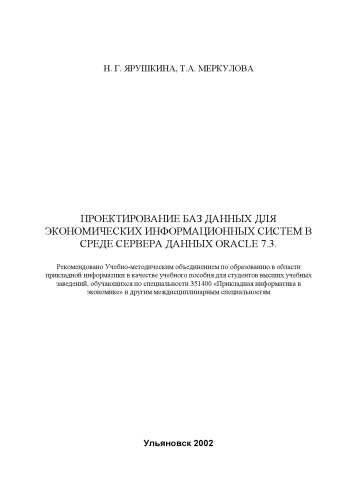 Н. Г. ЯРУШКИНА, Т.А. МЕРКУЛОВА
ПРОЕКТИРОВАНИЕ БАЗ ДАННЫХ ДЛЯ
ЭКОНОМИЧЕСКИХ ИНФОРМАЦИОННЫХ СИСТЕМ В
СРЕДЕ СЕРВЕРА ДАННЫХ ORACLE 7.3.
Рекомендовано Учебно-методическим объединением по образованию в области
прикладной информатики в качестве учебного пособия для студентов высших учебных
заведений, обучающихся по специальности 351400 «Прикладная информатика в
экономике» и другим междисциплинарным специальностям
Ульяновск 2002